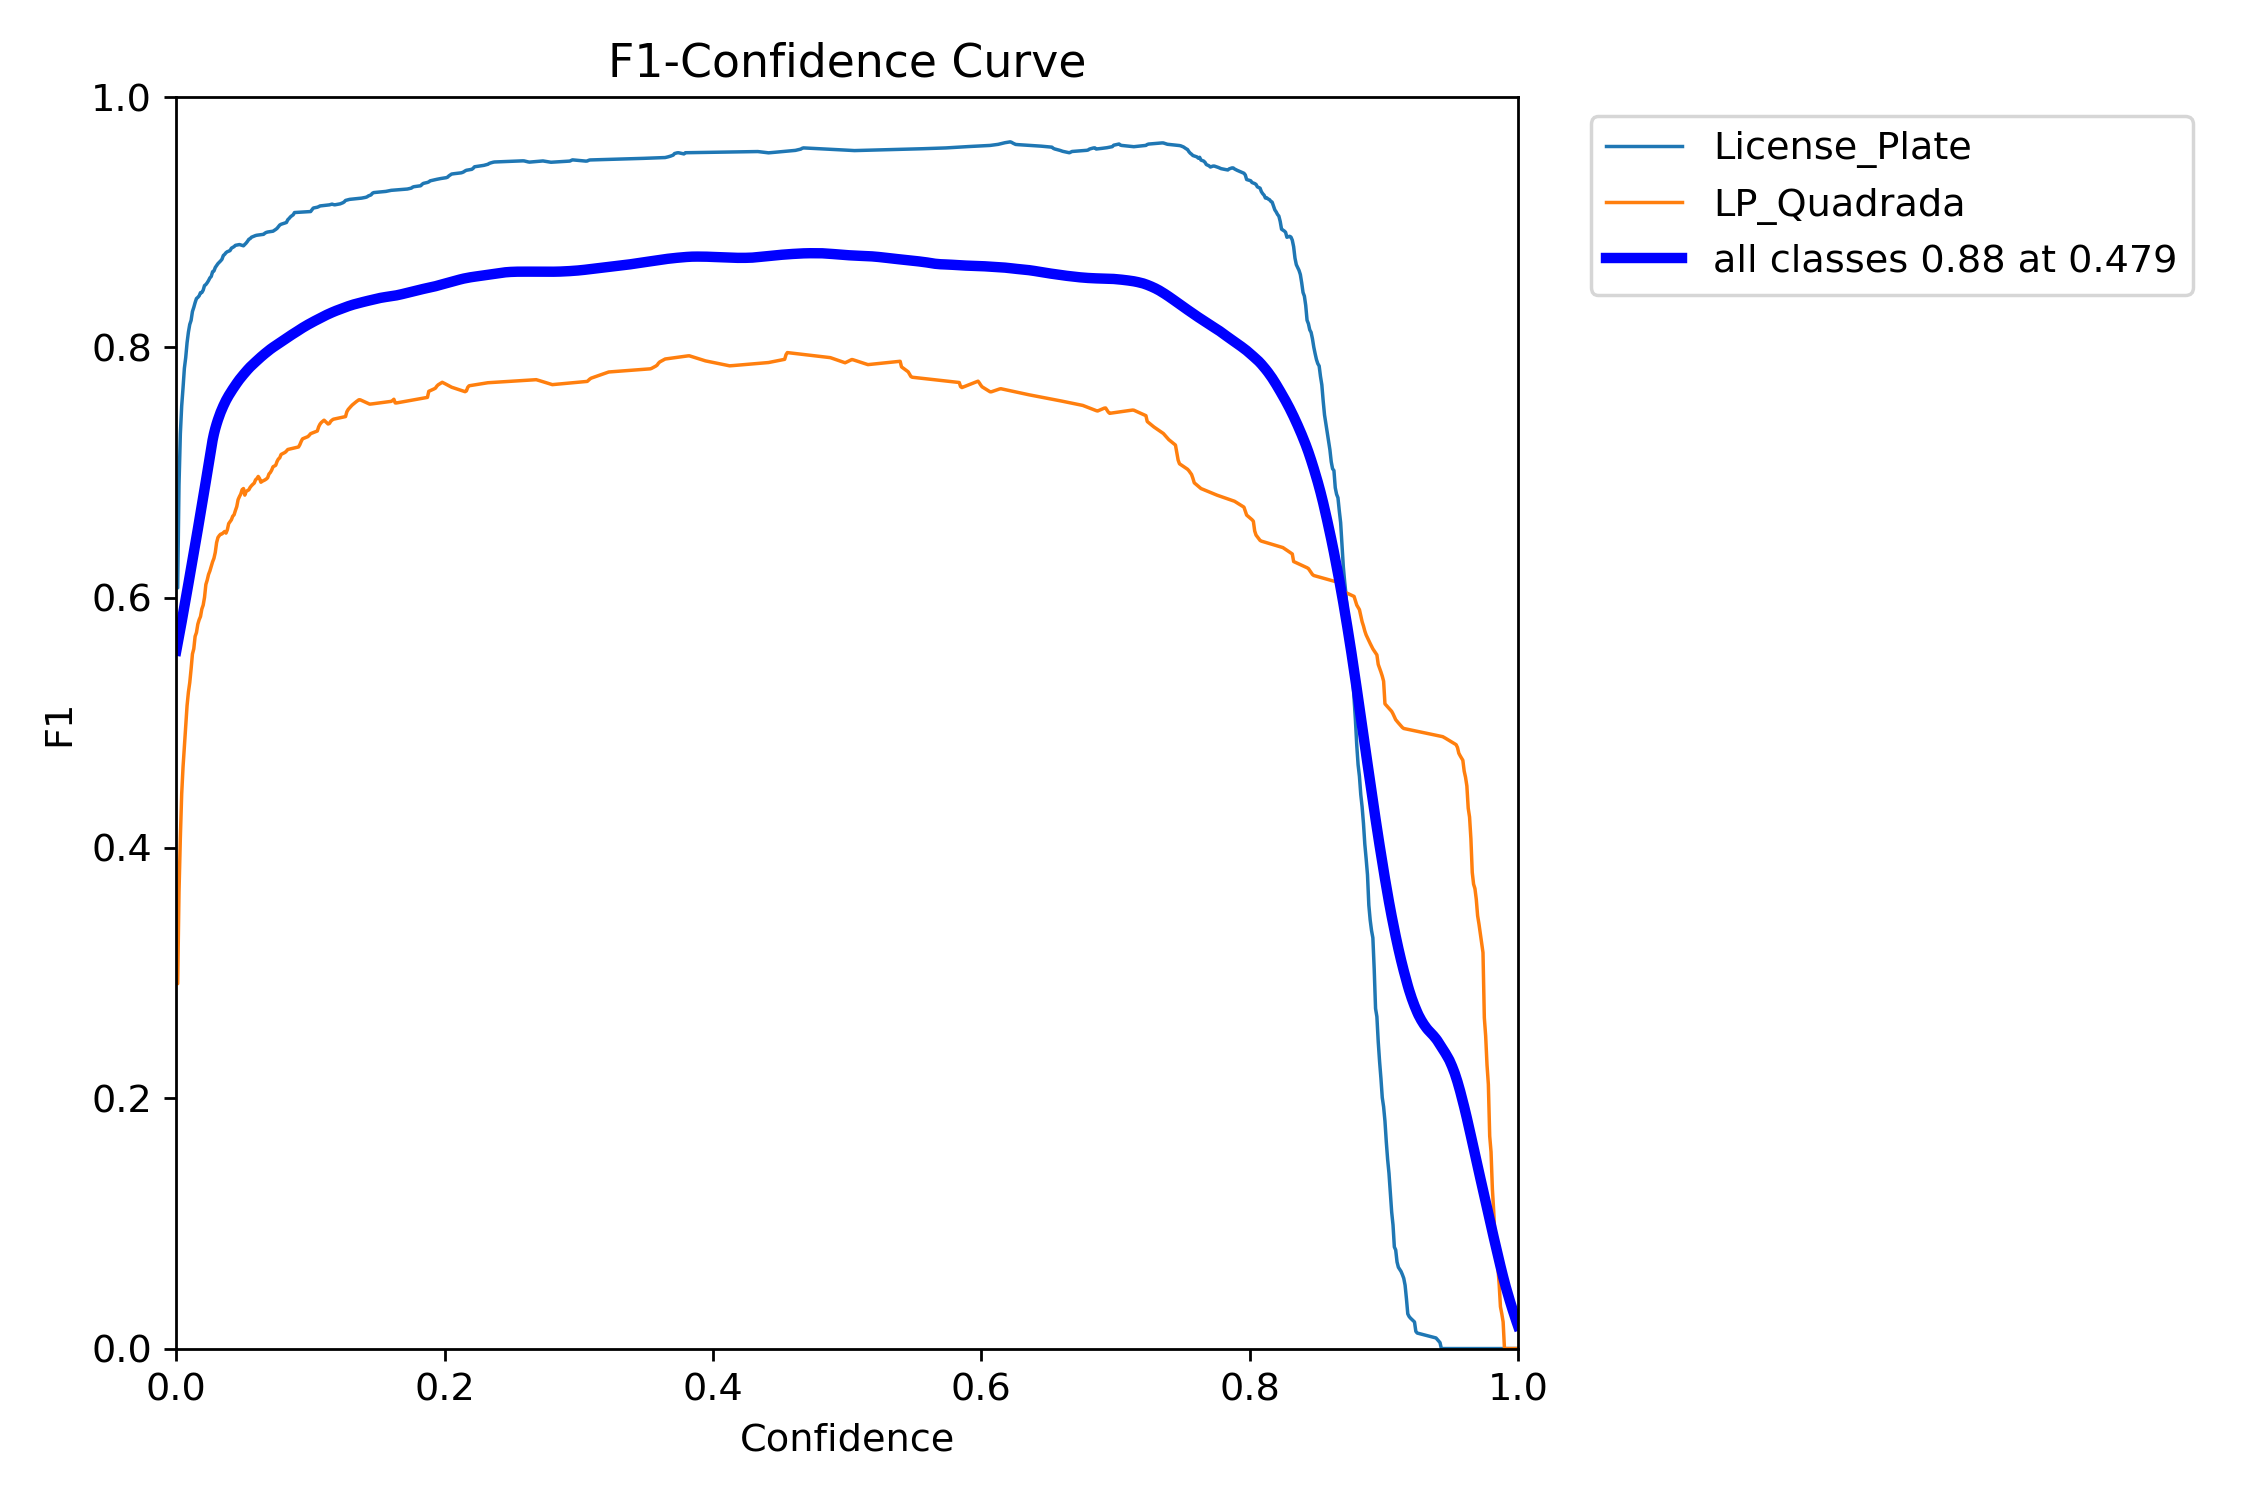 F1-Confidence Curve
License_Plate
LP_Quadrada
all classes 0.88 at 0.479
1.0
0.8
0.6
0.4
0.2
0.0
F1
0.0 0.2 0.4 0.6 0.8 1.0
Confidence